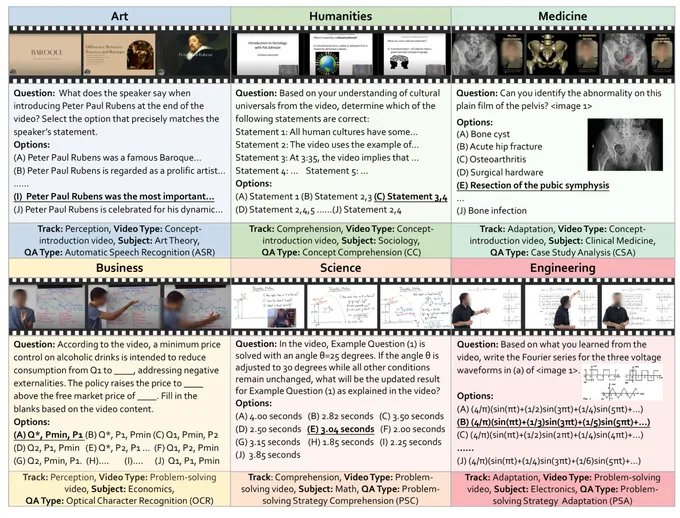 Art
BAROQUE
Question: What does the speaker say when
introducing Peter Paul Rubens at the end of the
video? Select the option that precisely matches the
speaker's statement.
Options:
(A) Peter Paul Rubens was a famous Baroque...
(B) Peter Paul Rubens is regarded as a prolific artist...
......
(I) Peter Paul Rubens was the most important...
(J) Peter Paul Rubens is celebrated for his dynamic...
Track: Perception, Video Type: Concept-
introduction video, Subject: Art Theory,
QA Type: Automatic Speech Recognition (ASR)
Humanities
Introduction to Sociology
with Pat Johnson
Question: Based on your understanding of cultural
universals from the video, determine which of the
following statements are correct:
Statement 1: All human cultures have some...
Statement 2: The video uses the example of...
Statement 3: At 3:35, the video implies that ...
Statement 4: ... Statement 5: ...
Options:
(A) Statement 1 (B) Statement 2,3 (C) Statement 3,4
(D) Statement 2,4,5 ......(J) Statement 2,4
Track: Comprehension, Video Type: Concept-
introduction video, Subject: Sociology,
QA Type: Concept Comprehension (CC)
Medicine
Question: Can you identify the abnormality on this
plain film of the pelvis? <image 1>
Options:
(A) Bone cyst
(B) Acute hip fracture
(C) Osteoarthritis
(D) Surgical hardware
(E) Resection of the pubic symphysis
...
(J) Bone infection
Track: Adaptation, Video Type: Concept-
introduction video, Subject: Clinical Medicine,
QA Type: Case Study Analysis (CSA)
Business
Question: According to the video, a minimum price
control on alcoholic drinks is intended to reduce
consumption from Q1 to ____, addressing negative
externalities. The policy raises the price to ____
above the free market price of ____. Fill in the
blanks based on the video content.
Options:
(A) Q*, Pmin, P1 (B) Q*, P1, Pmin (C) Q1, Pmin, P2
(D) Q2, P1, Pmin (E) Q*, P2, P1 ... (F) Q1, P2, Pmin
(G) Q2, Pmin, P1. (H).... (I).... (J) Q1, P1, Pmin
Track: Perception, Video Type: Problem-solving
video, Subject: Economics,
QA Type: Optical Character Recognition (OCR)
Science
Question: In the video, Example Question (1) is
solved with an angle θ=25 degrees. If the angle θ is
adjusted to 30 degrees while all other conditions
remain unchanged, what will be the updated result
for Example Question (1) as explained in the video?
Options:
(A) 4.00 seconds (B) 2.82 seconds (C) 3.50 seconds
(D) 2.50 seconds (E) 3.04 seconds (F) 2.00 seconds
(G) 3.15 seconds (H) 1.85 seconds (I) 2.25 seconds
(J) 3.85 seconds
Track: Comprehension, Video Type: Problem-
solving video, Subject: Math, QA Type: Problem-
solving Strategy Comprehension (PSC)
Engineering
Question: Based on what you learned from the
video, write the Fourier series for the three voltage
waveforms in (a) of <image 1>.
Options:
(A) (4/π)(sin(πt)+(1/2)sin(3πt)+(1/4)sin(5πt)+...)
(B) (4/π)(sin(πt)+(1/3)sin(3πt)+(1/5)sin(5πt)+...)
(C) (4/π)(sin(πt)+(1/2)sin(2πt)+(1/4)sin(4πt)+...)
......
(J) (4/π)(sin(πt)+(1/4)sin(3πt)+(1/6)sin(5πt)+...)
Track: Adaptation, Video Type: Problem-solving
video, Subject: Electronics, QA Type: Problem-
solving Strategy Adaptation (PSA)